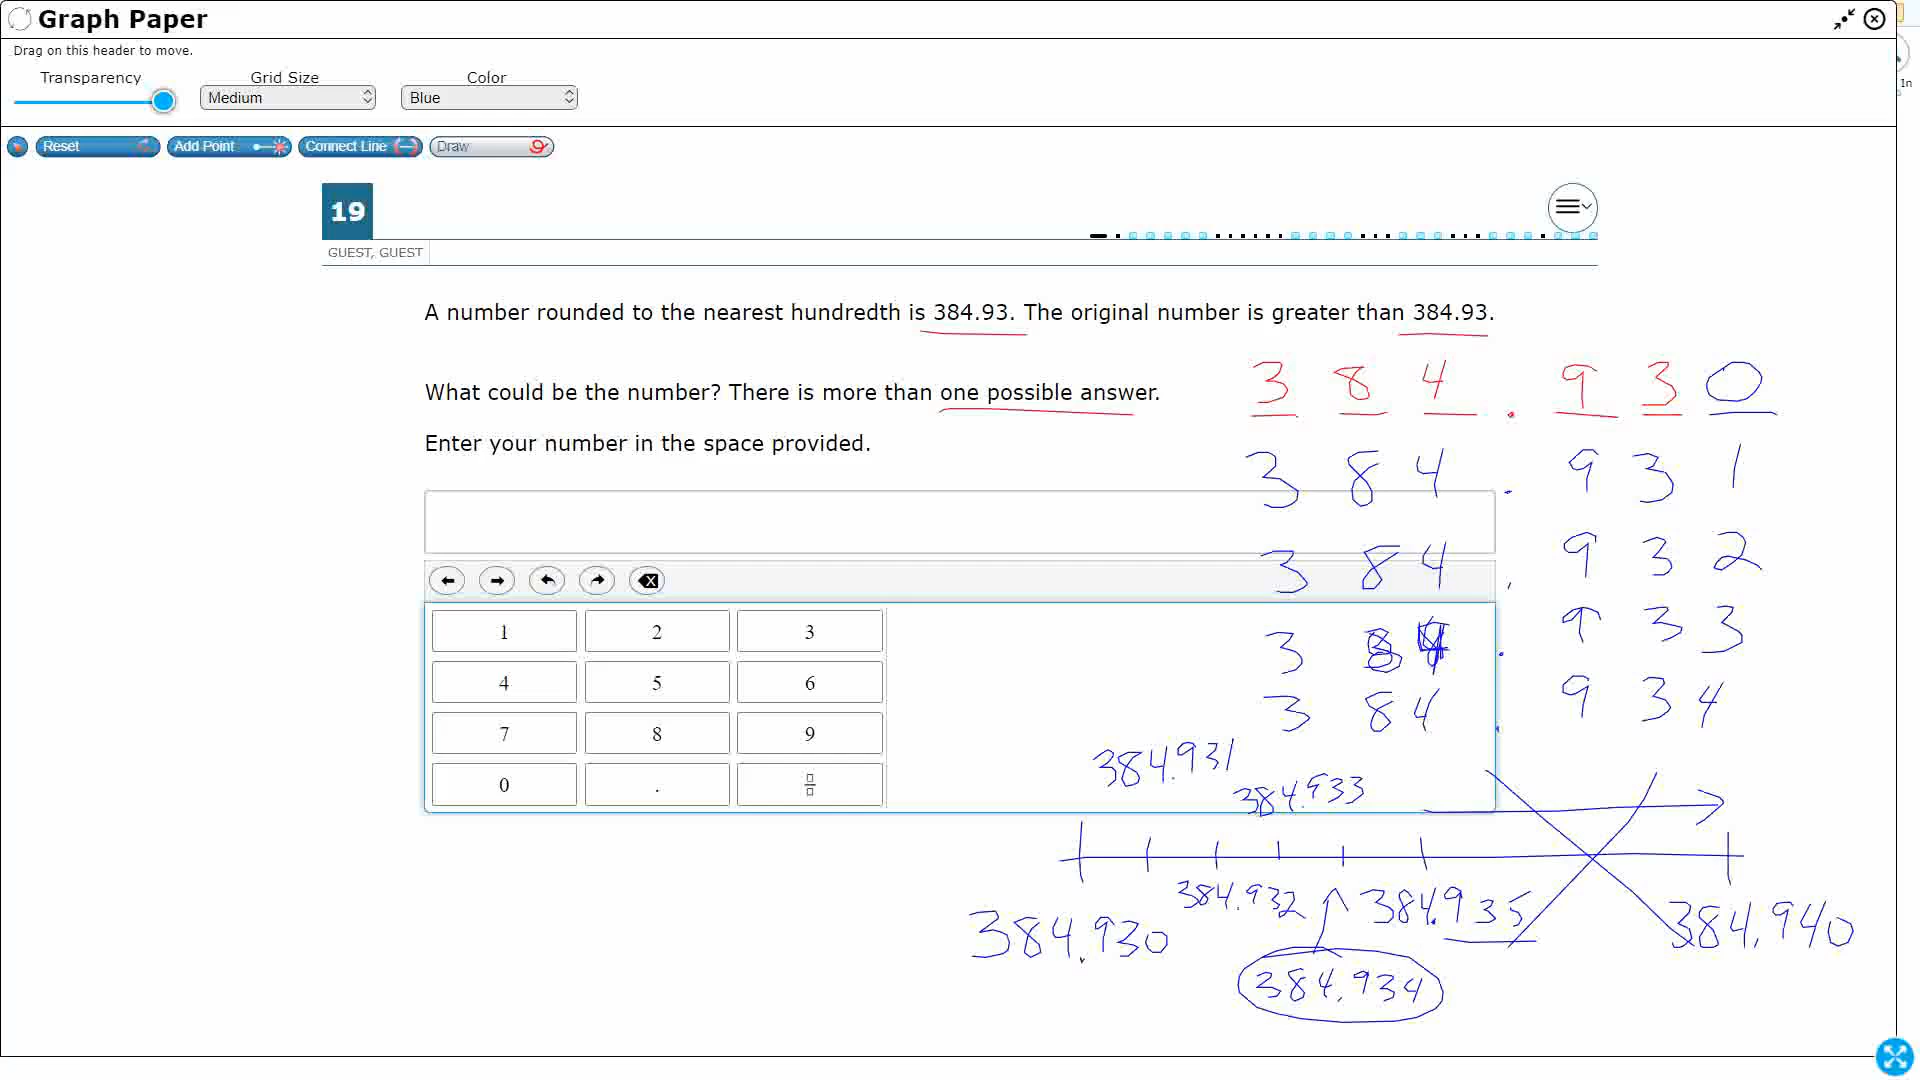 Graph Paper
Drag on this header to move.
Transparency Grid Size Color
Medium Blue
In
Reset Add Point Connect Line Draw
19
GUEST, GUEST
A number rounded to the nearest hundredth is 384.93. The original number is greater than 384.93.
3 8 4 . 9 3 0
What could be the number? There is more than one possible answer.
Enter your number in the space provided.
3 8 4 . 9 3 1
3 8 4 . 9 3 2
1 2 3
3 8 4 . 9 3 3
4 5 6
3 8 4 . 9 3 4
7 8 9
384.931
0 .
384.933
384.932 384.935
384.930 384.940
384.934